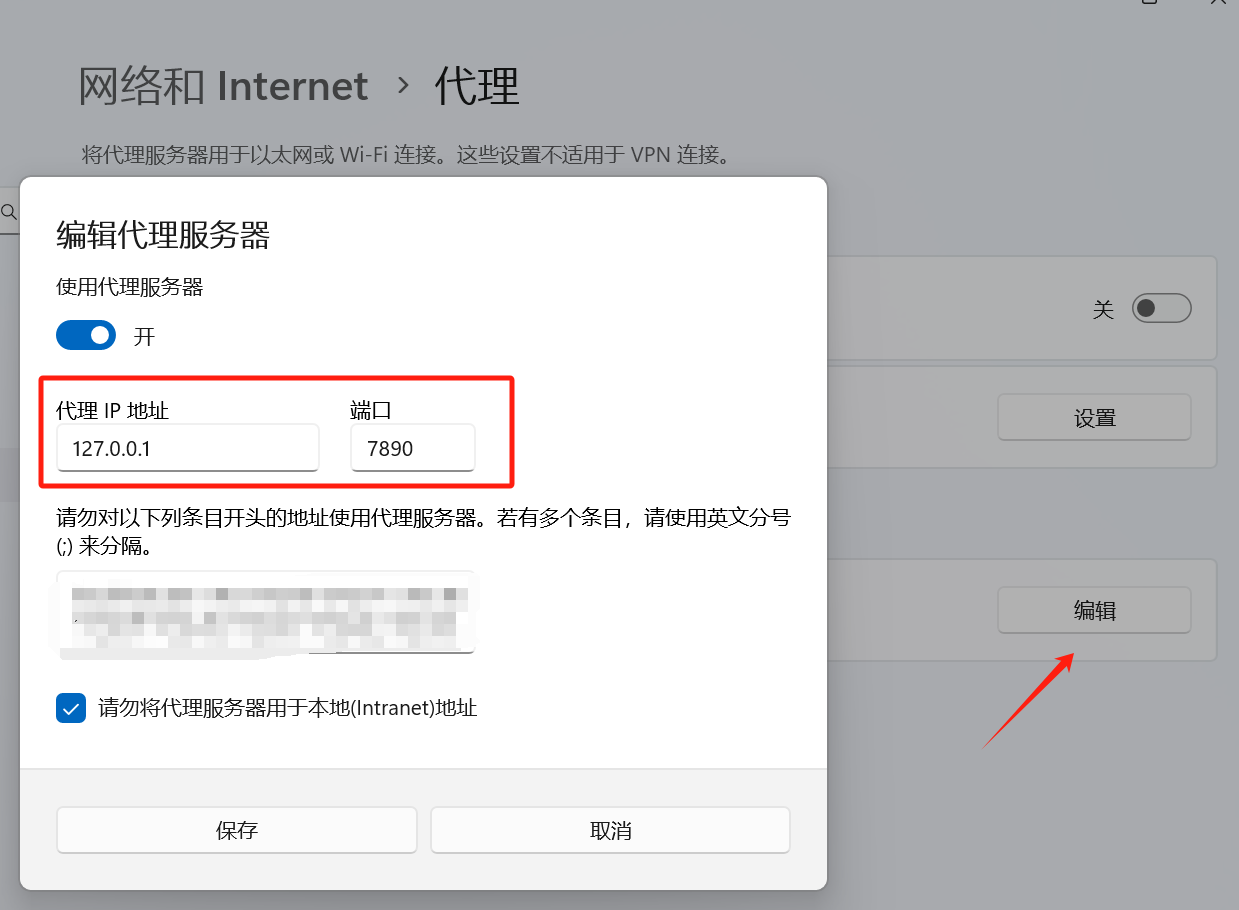 网络和 Internet › 代理
将代理服务器用于以太网或 Wi-Fi 连接。这些设置不适用于 VPN 连接。
编辑代理服务器
使用代理服务器
开
关
代理 IP 地址
端口
127.0.0.1
7890
设置
请勿对以下列条目开头的地址使用代理服务器。若有多个条目，请使用英文分号
(;) 来分隔。
编辑
请勿将代理服务器用于本地(Intranet)地址
保存
取消